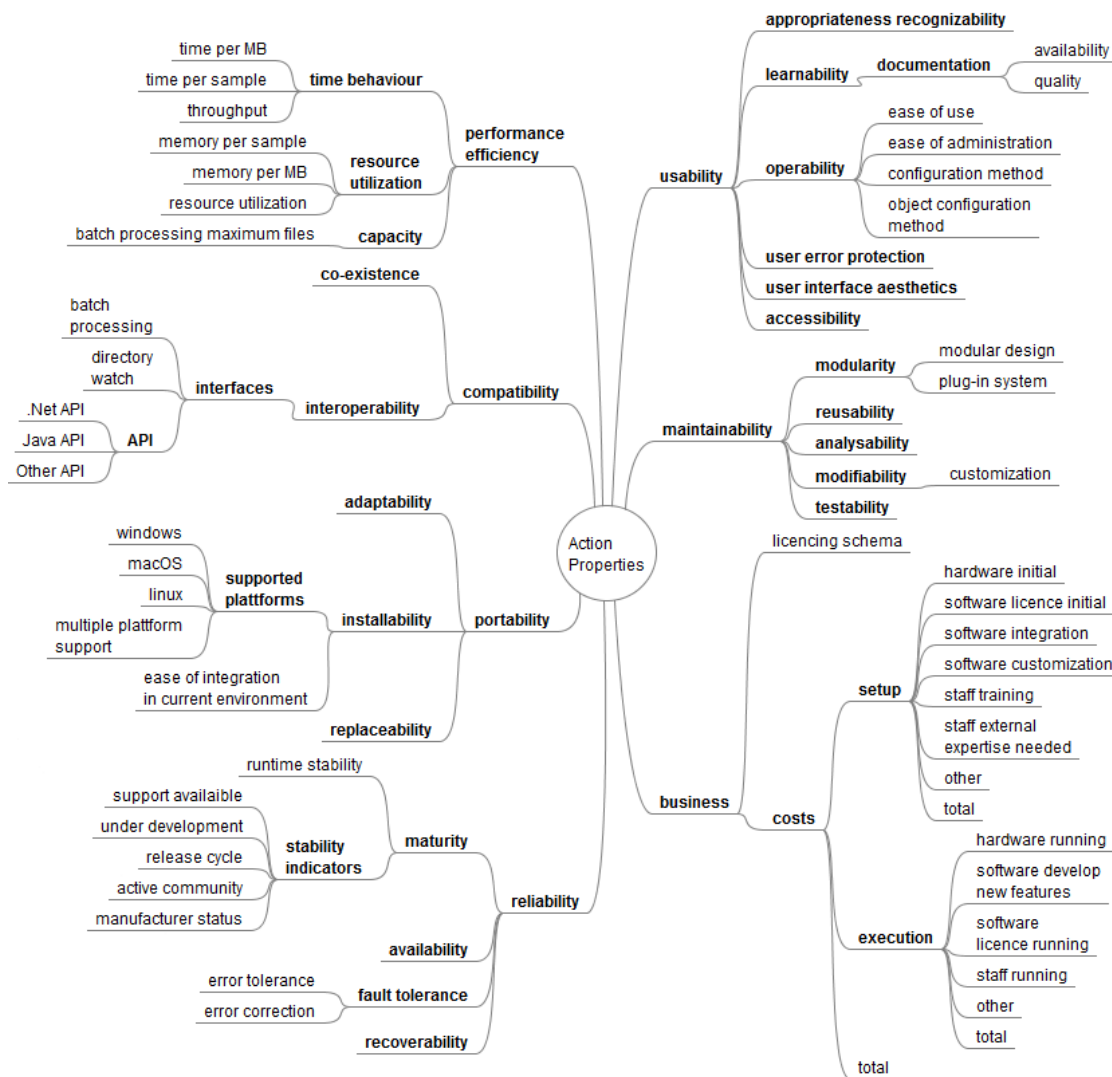 time per MB
time per sample
throughput
time behaviour
memory per sample
memory per MB
resource utilization
resource
utilization
batch processing maximum files
capacity
performance
efficiency
co-existence
batch
processing
directory
watch
.Net API
Java API
Other API
API
interfaces
interoperability
compatibility
adaptability
windows
macOS
linux
multiple plattform
support
supported
plattforms
ease of integration
in current environment
installability
replaceability
portability
runtime stability
support availaible
under development
release cycle
active community
manufacturer status
stability
indicators
maturity
availability
error tolerance
error correction
fault tolerance
recoverability
reliability
Action
Properties
usability
appropriateness recognizability
learnability
documentation
availability
quality
operability
ease of use
ease of administration
configuration method
object configuration
method
user error protection
user interface aesthetics
accessibility
maintainability
modularity
modular design
plug-in system
reusability
analysability
modifiability
customization
testability
business
licencing schema
costs
setup
hardware initial
software licence initial
software integration
software customization
staff training
staff external
expertise needed
other
total
execution
hardware running
software develop
new features
software
licence running
staff running
other
total
total